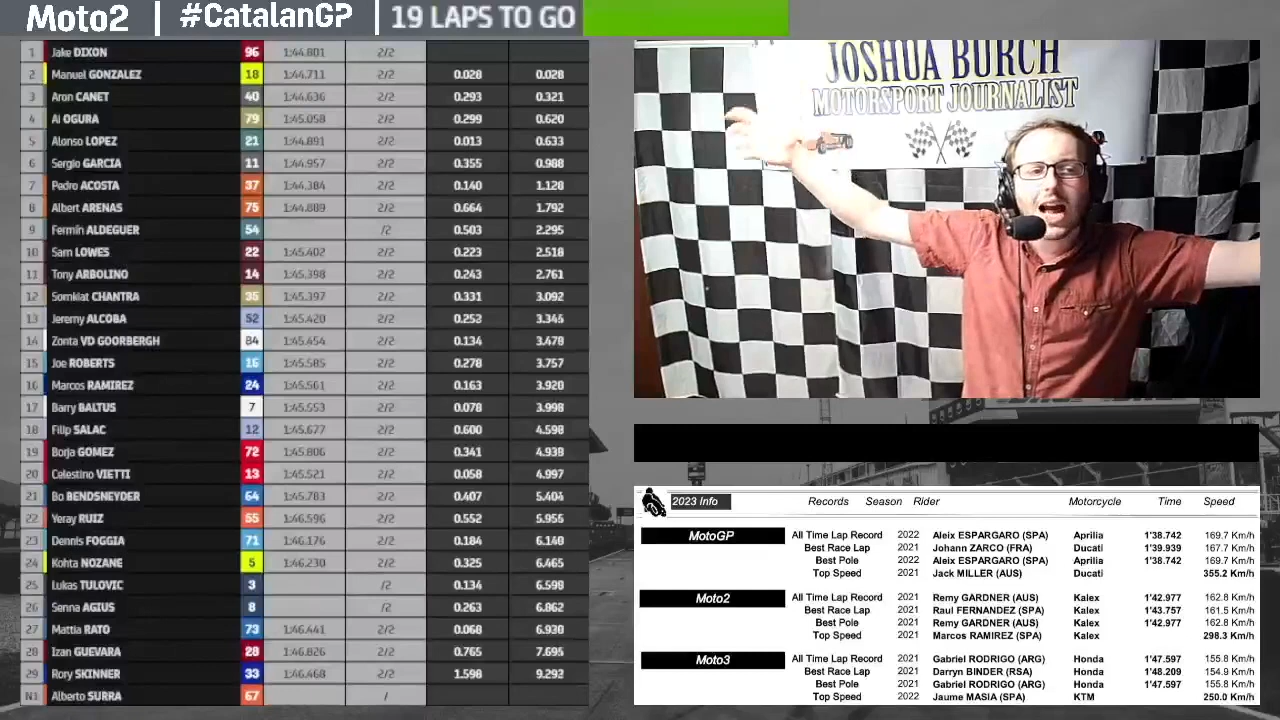 Moto2 | #CatalanGP | 19 LAPS TO GO
1 Jake DIXON 96 1:44.801 2/2
2 Manuel GONZALEZ 18 1:44.711 2/2 0.028 0.028
3 Aron CANET 40 1:44.636 2/2 0.293 0.321
4 Ai OGURA 79 1:45.035 2/2 0.299 0.620
5 Alonso LOPEZ 21 1:44.891 2/2 0.013 0.633
6 Sergio GARCIA 11 1:44.957 2/2 0.355 0.988
7 Pedro ACOSTA 37 1:44.384 2/2 0.140 1.128
8 Albert ARENAS 75 1:44.889 2/2 0.664 1.792
9 Fermín ALDEGUER 54 /2 0.503 2.295
10 Sam LOWES 22 1:45.402 2/2 0.223 2.518
11 Tony ARBOLINO 14 1:45.398 2/2 0.243 2.761
12 Somkiat CHANTRA 35 1:45.397 2/2 0.331 3.092
13 Jeremy ALCOBA 52 1:45.420 2/2 0.252 3.345
14 Zonta VD GOORBERGH 84 1:45.454 2/2 0.134 3.478
15 Joe ROBERTS 16 1:45.585 2/2 0.278 3.757
16 Marcos RAMIREZ 24 1:45.561 2/2 0.163 3.920
17 Barry BALTUS 7 1:45.553 2/2 0.078 3.998
18 Filip SALAC 12 1:45.677 2/2 0.600 4.598
19 Borja GOMEZ 72 1:45.806 2/2 0.341 4.939
20 Celestino VIETTI 13 1:45.521 2/2 0.058 4.997
21 Bo BENDSNEYDER 64 1:45.783 2/2 0.407 5.404
22 Yeray RUIZ 55 1:46.596 2/2 0.552 5.956
23 Dennis FOGGIA 71 1:46.176 2/2 0.184 6.140
24 Kohta NOZANE 5 2/2
25 Lukas TULOVIC 3 2/2 0.134 6.599
26 Senna AGIUS 8 2/2 0.263 6.862
27 Mattia RATO 73 1:46.441 2/2 0.068 6.930
28 Izan GUEVARA 28 1:46.826 2/2 0.765 7.695
29 Rory SKINNER 33 2/2
N1 Alberto SURRA 67
JOSHUA BURCH
MOTORSPORT JOURNALIST
2023 Info Records Season Rider Motorcycle Time Speed
MotoGP All Time Lap Record 2022 Aleix ESPARGARO (SPA) Aprilia 1'38.742 169.7 Km/h
Best Race Lap 2021 Johann ZARCO (FRA) Ducati 1'39.939 167.7 Km/h
Best Pole 2022 Aleix ESPARGARO (SPA) Aprilia 1'38.742 169.7 Km/h
Top Speed 2021 Jack MILLER (AUS) Ducati 355.2 Km/h
Moto2 All Time Lap Record 2021 Remy GARDNER (AUS) Kalex 1'42.977 162.8 Km/h
Best Race Lap 2021 Raul FERNANDEZ (SPA) Kalex 1'43.757 161.5 Km/h
Best Pole 2021 Remy GARDNER (AUS) Kalex 1'42.977 162.8 Km/h
Top Speed 2021 Marcos RAMIREZ (SPA) Kalex 298.3 Km/h
Moto3 All Time Lap Record 2021 Gabriel RODRIGO (ARG) Honda 1'47.597 155.8 Km/h
Best Race Lap 2021 Darryn BINDER (RSA) Honda 1'48.209 154.9 Km/h
Best Pole 2021 Gabriel RODRIGO (ARG) Honda 1'47.597 155.8 Km/h
Top Speed 2022 Jaume MASIA (SPA) KTM 250.0 Km/h